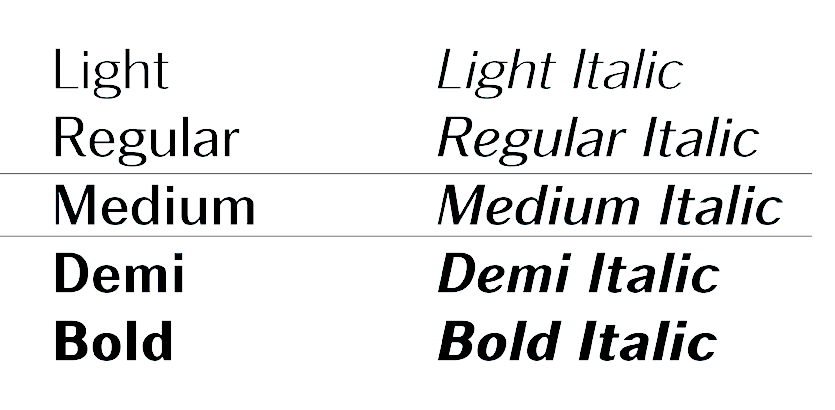 Light Light Italic
Regular Regular Italic
Medium Medium Italic
Demi Demi Italic
Bold Bold Italic